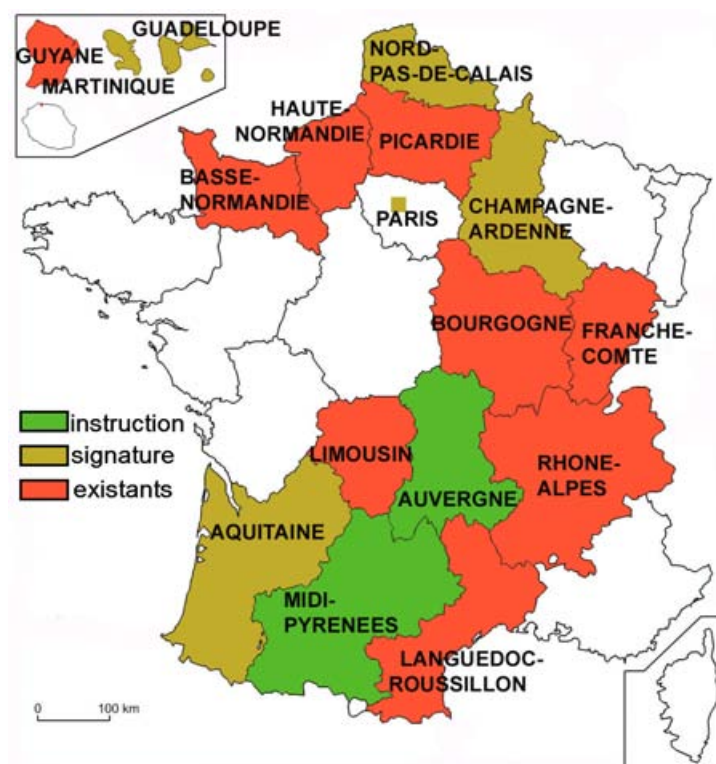 GUADELOUPE
GUYANE
MARTINIQUE
NORD-
PAS-DE-CALAIS
HAUTE-
NORMANDIE
PICARDIE
BASSE-
NORMANDIE
PARIS
CHAMPAGNE-
ARDENNE
BOURGOGNE
FRANCHE-
COMTE
instruction
signature
existants
LIMOUSIN
AUVERGNE
RHONE-
ALPES
AQUITAINE
MIDI-
PYRENEES
LANGUEDOC-
ROUSSILLON
0 100 km